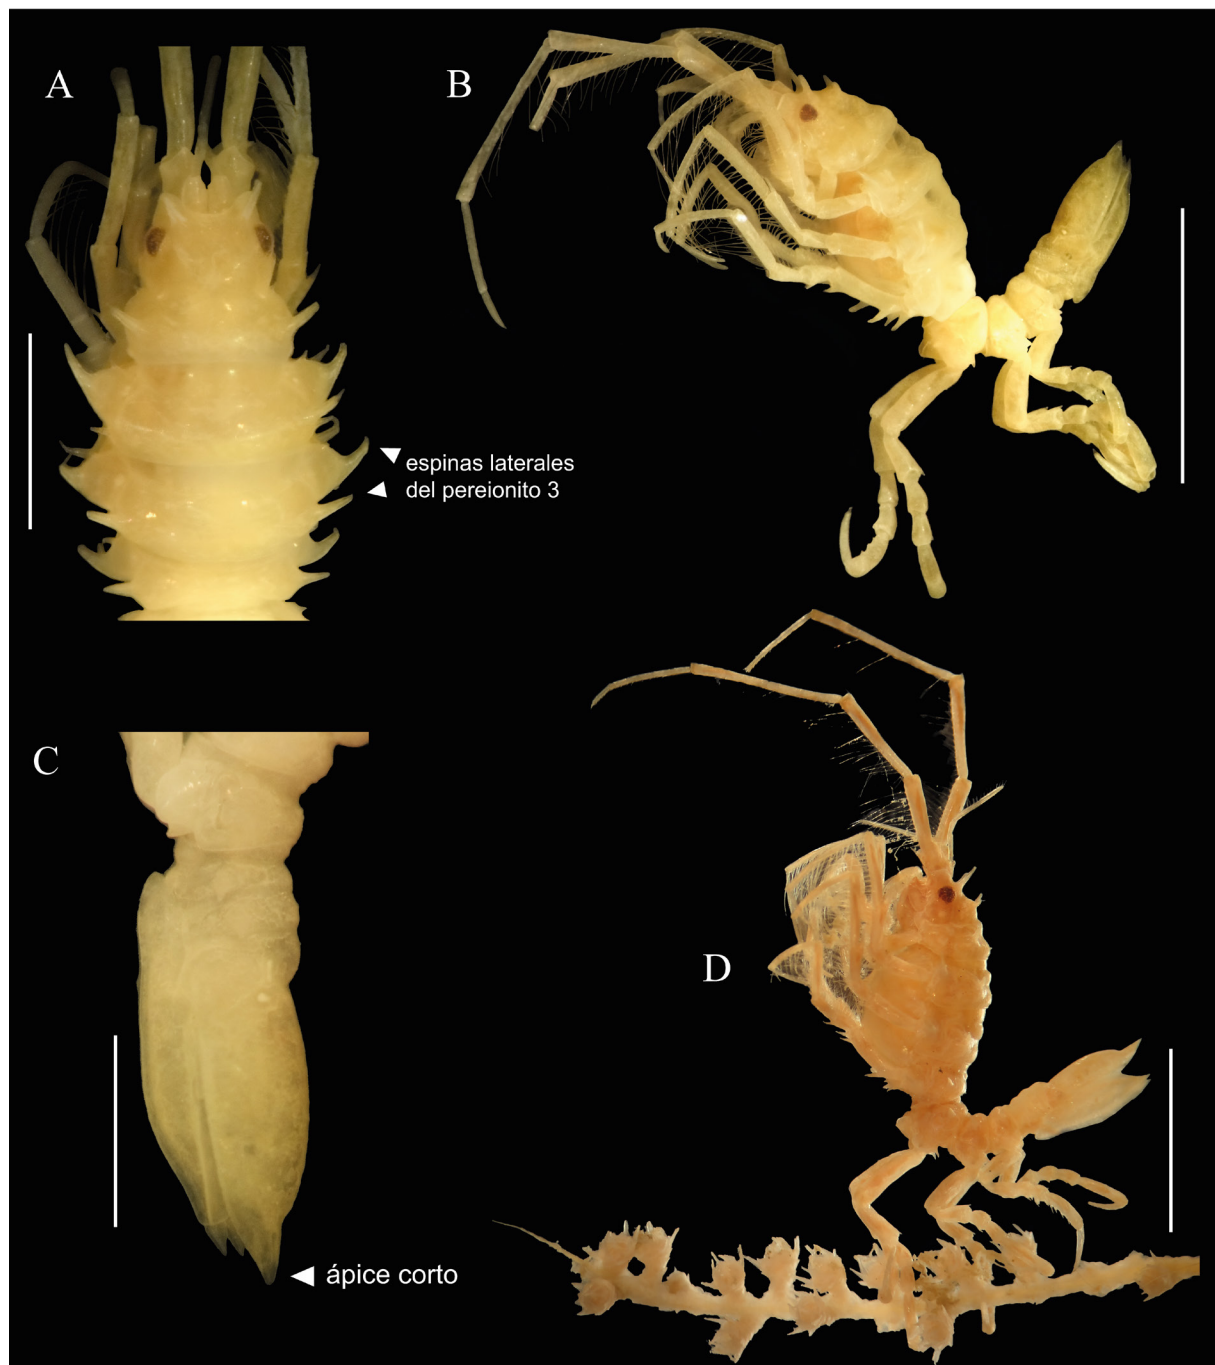 A
B
espinas laterales
del pereionito 3
C
ápice corto
D